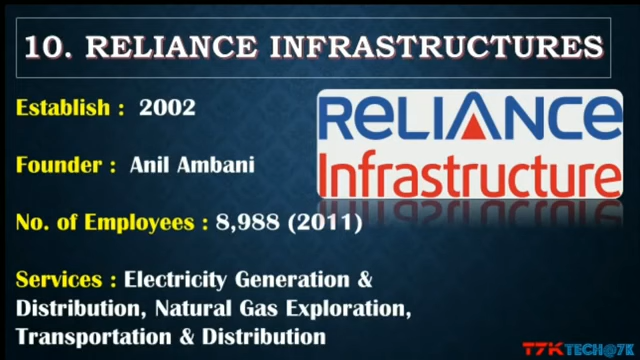 10. RELIANCE INFRASTRUCTURES
Establish : 2002
RELIANCE
Infrastructure
Founder : Anil Ambani
No. of Employees : 8,988 (2011)
Services : Electricity Generation &
Distribution, Natural Gas Exploration,
Transportation & Distribution
T7K TECH@7K